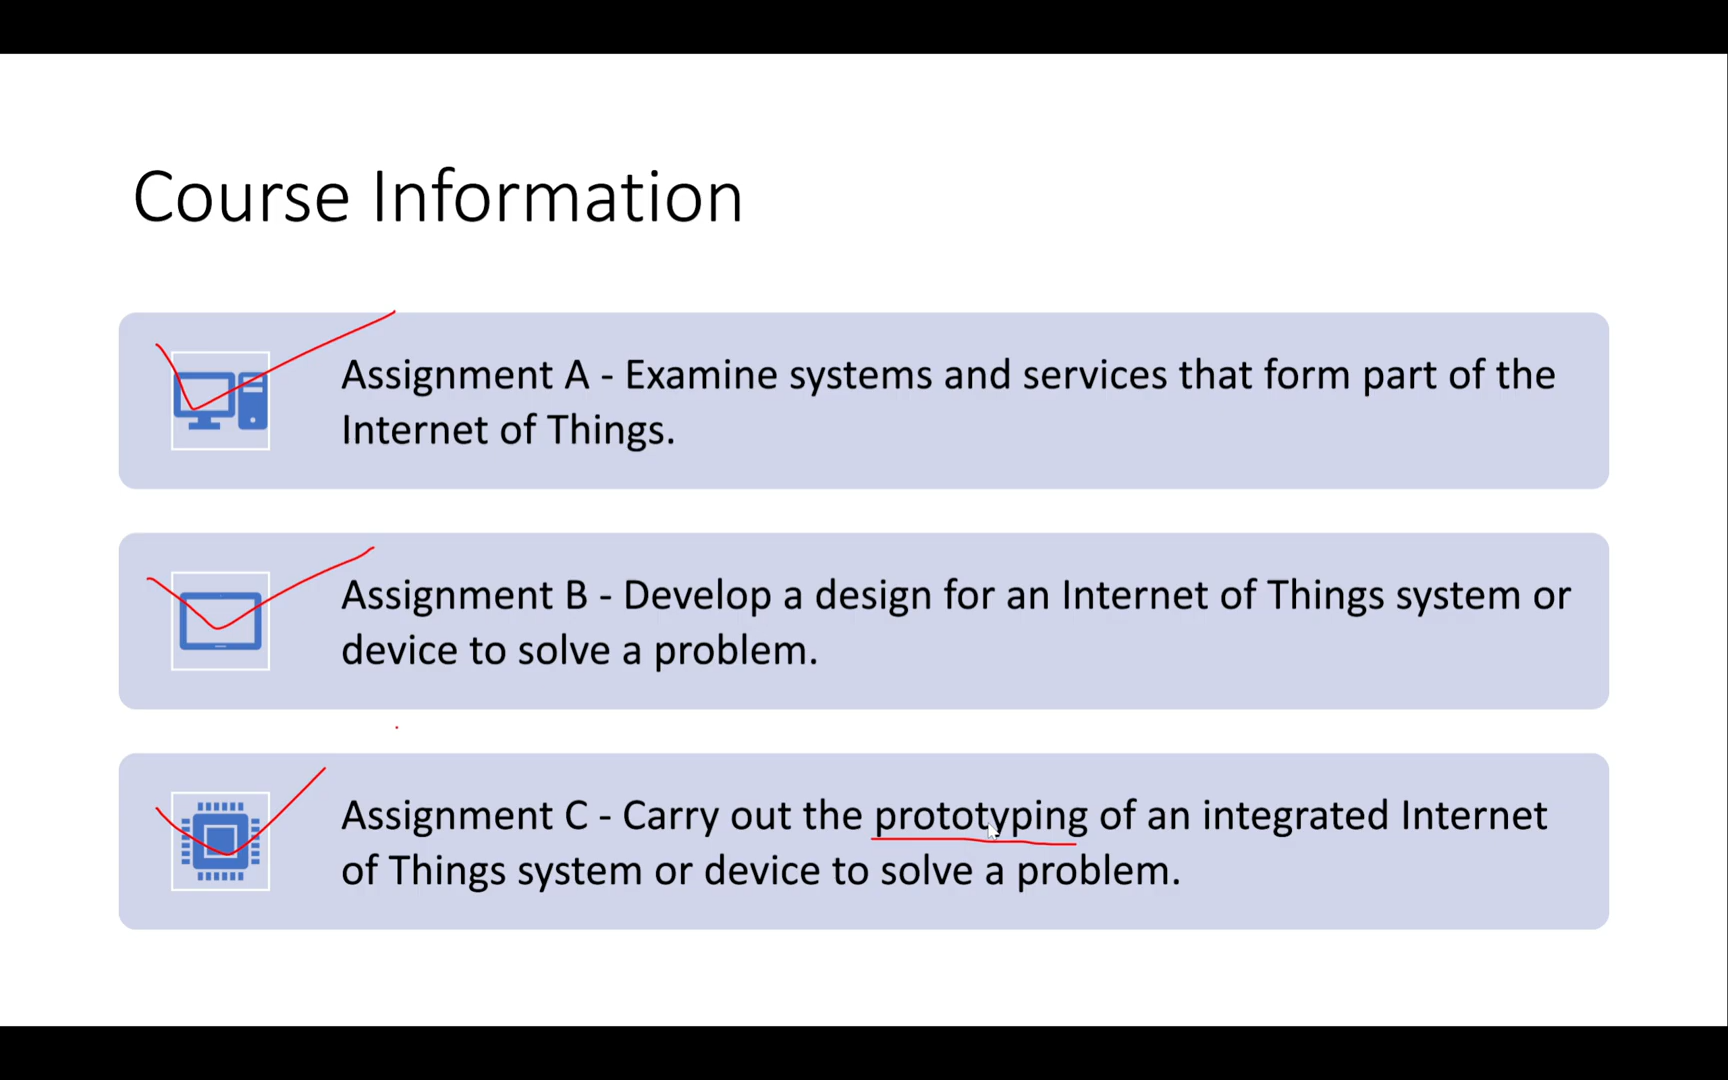 Course Information
Assignment A - Examine systems and services that form part of the
Internet of Things.
Assignment B - Develop a design for an Internet of Things system or
device to solve a problem.
Assignment C - Carry out the prototyping of an integrated Internet
of Things system or device to solve a problem.